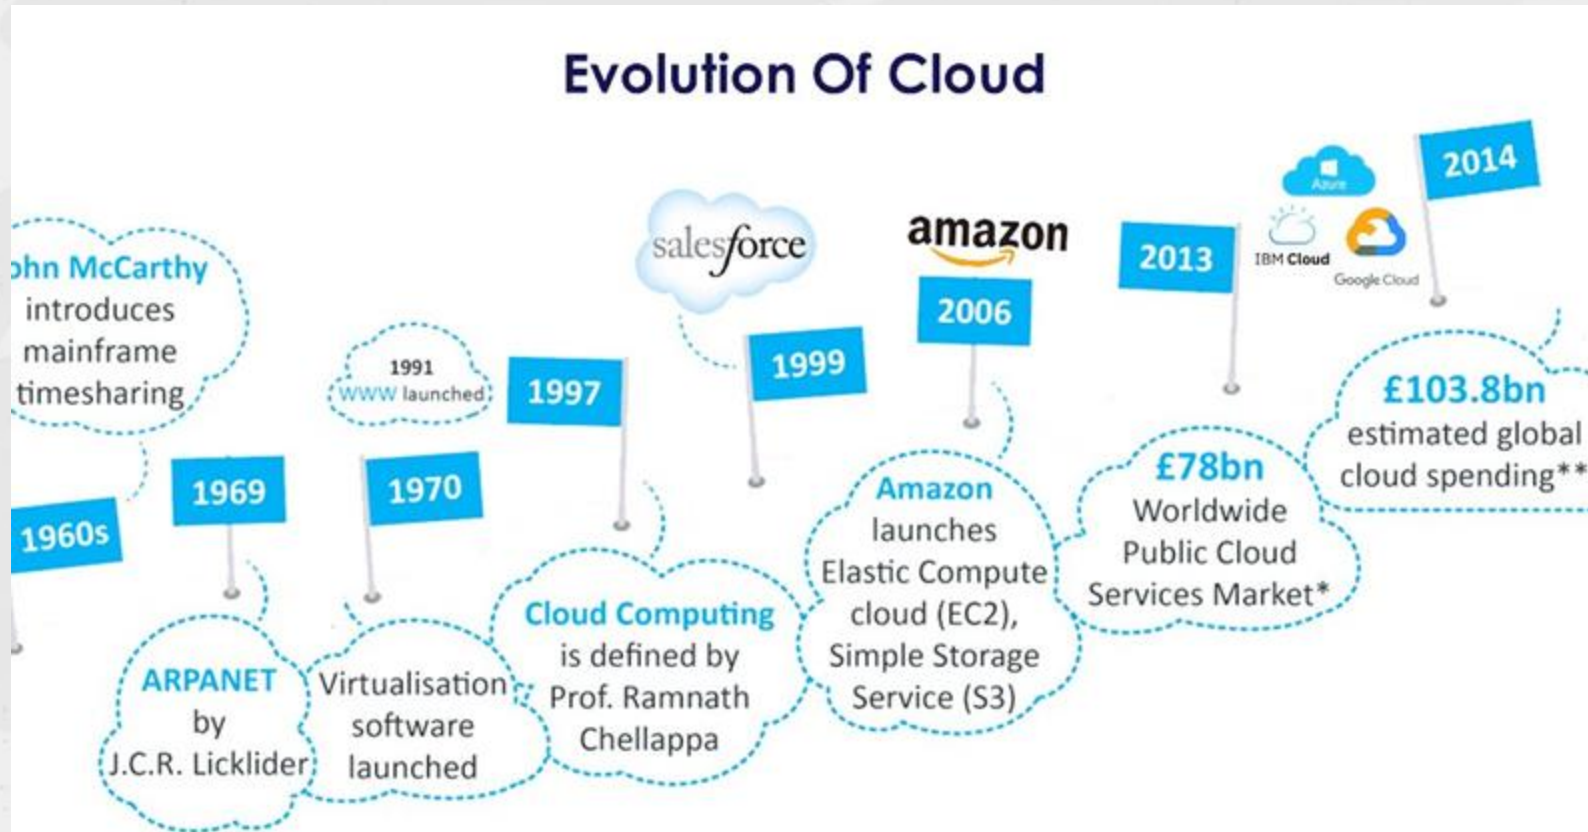 Evolution Of Cloud
ohn McCarthy
introduces
mainframe
timesharing
1960s
1969
ARPANET
by
J.C.R. Licklider
1970
Virtualisation
software
launched
1991
WWW launched
1997
Cloud Computing
is defined by
Prof. Ramnath
Chellappa
salesforce
1999
amazon
2006
Amazon
launches
Elastic Compute
cloud (EC2),
Simple Storage
Service (S3)
2013
£78bn
Worldwide
Public Cloud
Services Market*
Azure
IBM Cloud
Google Cloud
2014
£103.8bn
estimated global
cloud spending**